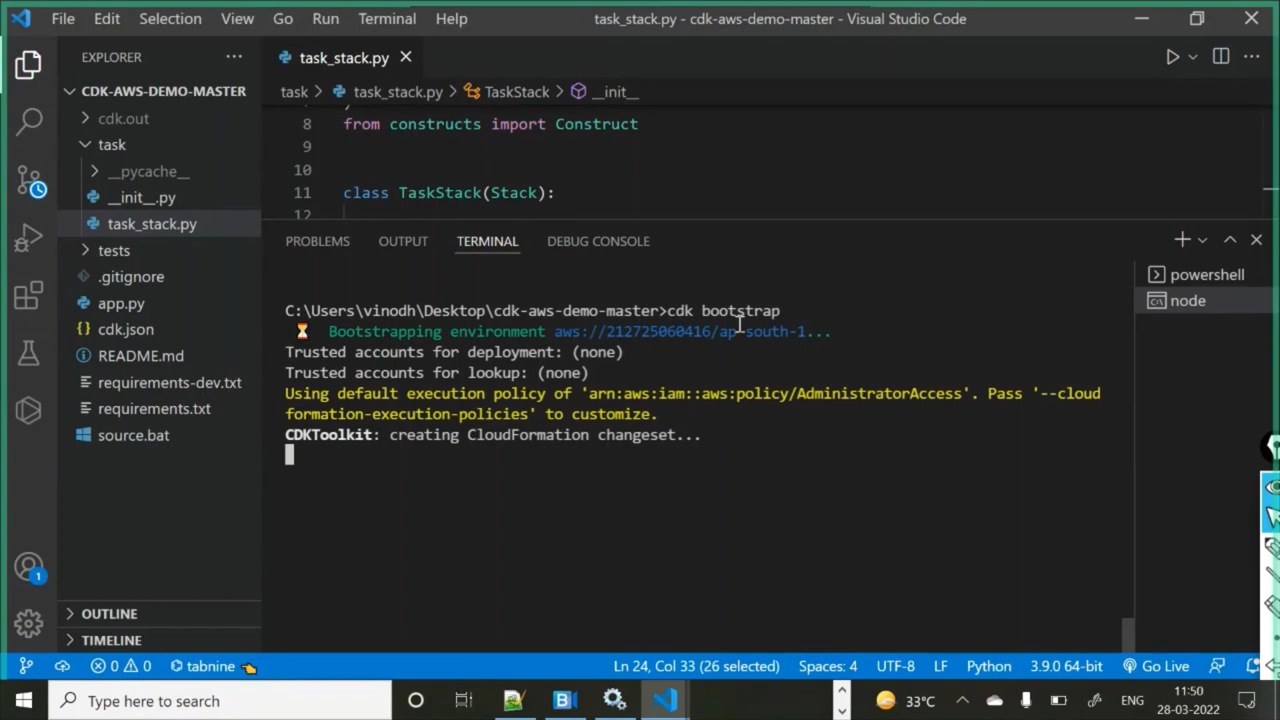 File Edit Selection View Go Run Terminal Help task_stack.py - cdk-aws-demo-master - Visual Studio Code
EXPLORER
task_stack.py
CDK-AWS-DEMO-MASTER
task > task_stack.py > TaskStack > __init__
cdk.out
8 from constructs import Construct
task
9
__pycache__
10
__init__.py
11 class TaskStack(Stack):
12
task_stack.py
PROBLEMS OUTPUT TERMINAL DEBUG CONSOLE
tests
.gitignore
powershell
app.py
node
C:\Users\vinodh\Desktop\cdk-aws-demo-master>cdk bootstrap
cdk.json
Bootstrapping environment aws://212725060416/ap-south-1...
README.md
Trusted accounts for deployment: (none)
requirements-dev.txt
Trusted accounts for lookup: (none)
requirements.txt
Using default execution policy of 'arn:aws:iam::aws:policy/AdministratorAccess'. Pass '--cloud
formation-execution-policies' to customize.
source.bat
CDKToolkit: creating CloudFormation changeset...
1
OUTLINE
TIMELINE
0 0 tabnine Ln 24, Col 33 (26 selected) Spaces: 4 UTF-8 LF Python 3.9.0 64-bit Go Live
Type here to search
33°C ENG
11:50
28-03-2022